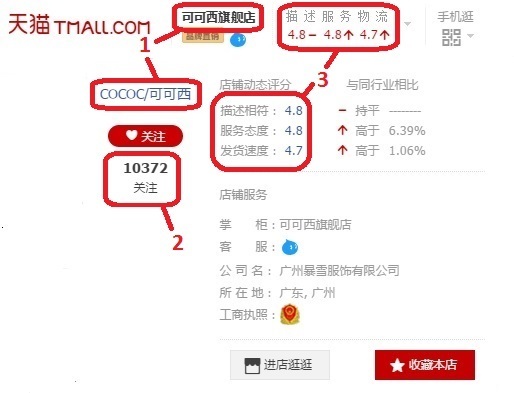 天猫 TMALL.COM
可可西旗舰店
品牌直销
描述 服务 物流
4.8 – 4.8 ↑ 4.7 ↑
手机逛
1
COCOC/可可西
关注
10372
关注
2
3
店铺动态评分 与同行业相比
描述相符: 4.8 – 持平 --------
服务态度: 4.8 ↑ 高于 6.39%
发货速度: 4.7 ↑ 高于 1.06%
店铺服务
掌 柜:可可西旗舰店
客 服:
公 司 名:广州暴雪服饰有限公司
所 在 地:广东, 广州
工商执照:
进店逛逛
收藏本店